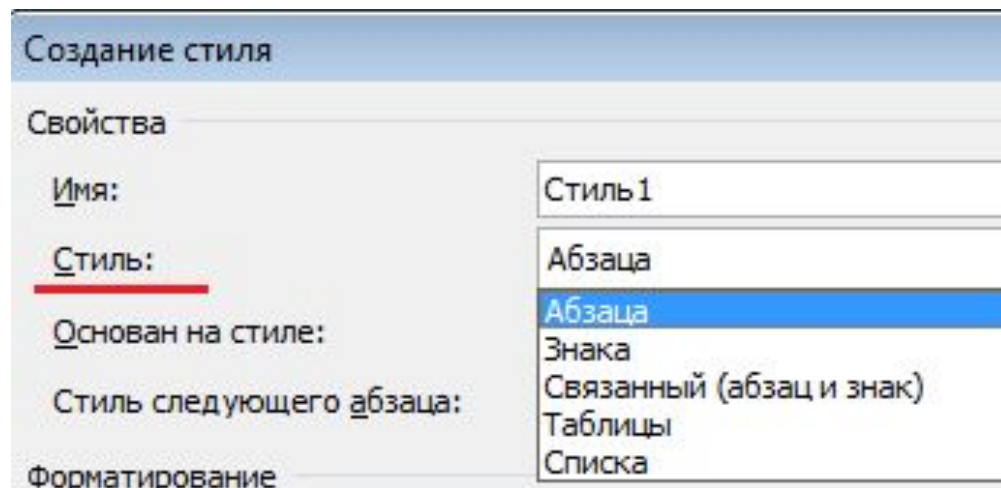 Создание стиля
Свойства
Имя: Стиль1
Стиль: Абзаца
Абзаца
Знака
Основан на стиле:
Связанный (абзац и знак)
Стиль следующего абзаца:
Таблицы
Списка
Форматирование